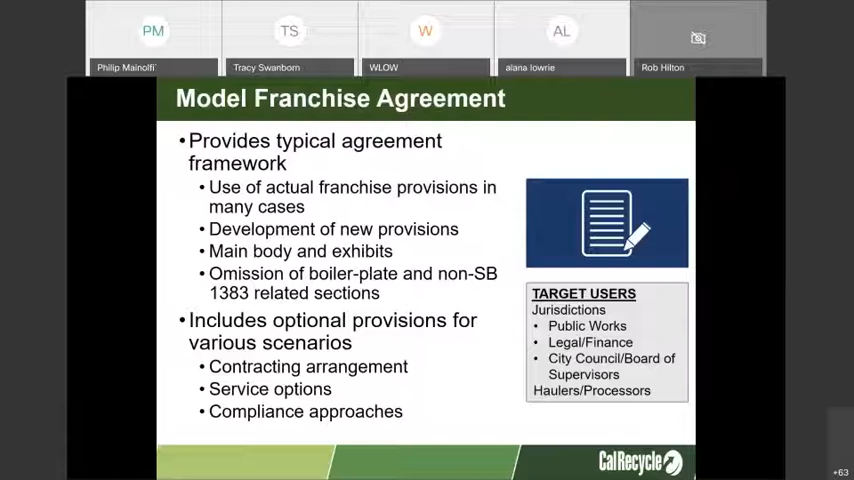 PM
TS
W
AL
Philip Mainolfi
Tracy Swanborn
WLOW
alana lowrie
Rob Hilton
Model Franchise Agreement
•Provides typical agreement
framework
• Use of actual franchise provisions in
many cases
• Development of new provisions
• Main body and exhibits
• Omission of boiler-plate and non-SB
1383 related sections
•Includes optional provisions for
various scenarios
• Contracting arrangement
• Service options
• Compliance approaches
TARGET USERS
Jurisdictions
• Public Works
• Legal/Finance
• City Council/Board of
Supervisors
Haulers/Processors
CalRecycle
+63